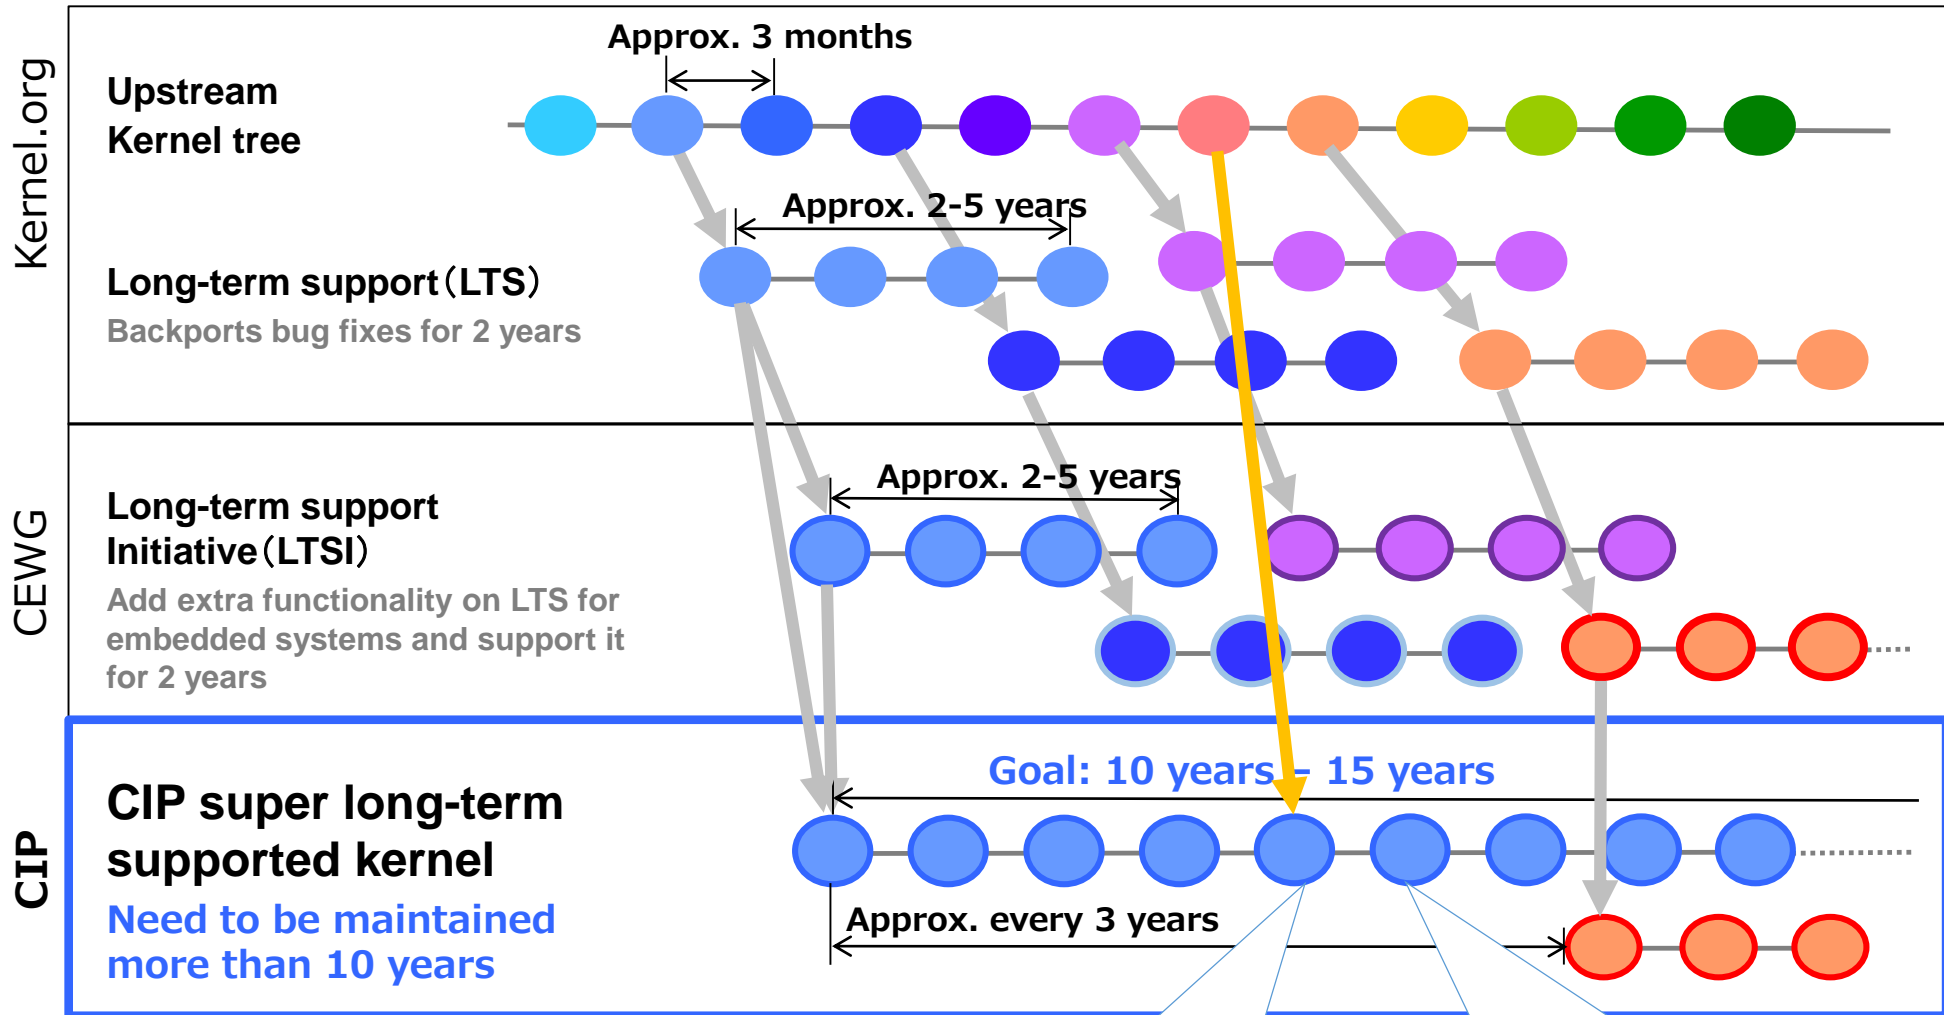 Kernel.org
Approx. 3 months
Upstream
Kernel tree
Approx. 2-5 years
Long-term support（LTS）
Backports bug fixes for 2 years
CEWG
Approx. 2-5 years
Long-term support
Initiative（LTSI）
Add extra functionality on LTS for
embedded systems and support it
for 2 years
CIP
Goal: 10 years – 15 years
CIP super long-term
supported kernel
Need to be maintained
more than 10 years
Approx. every 3 years